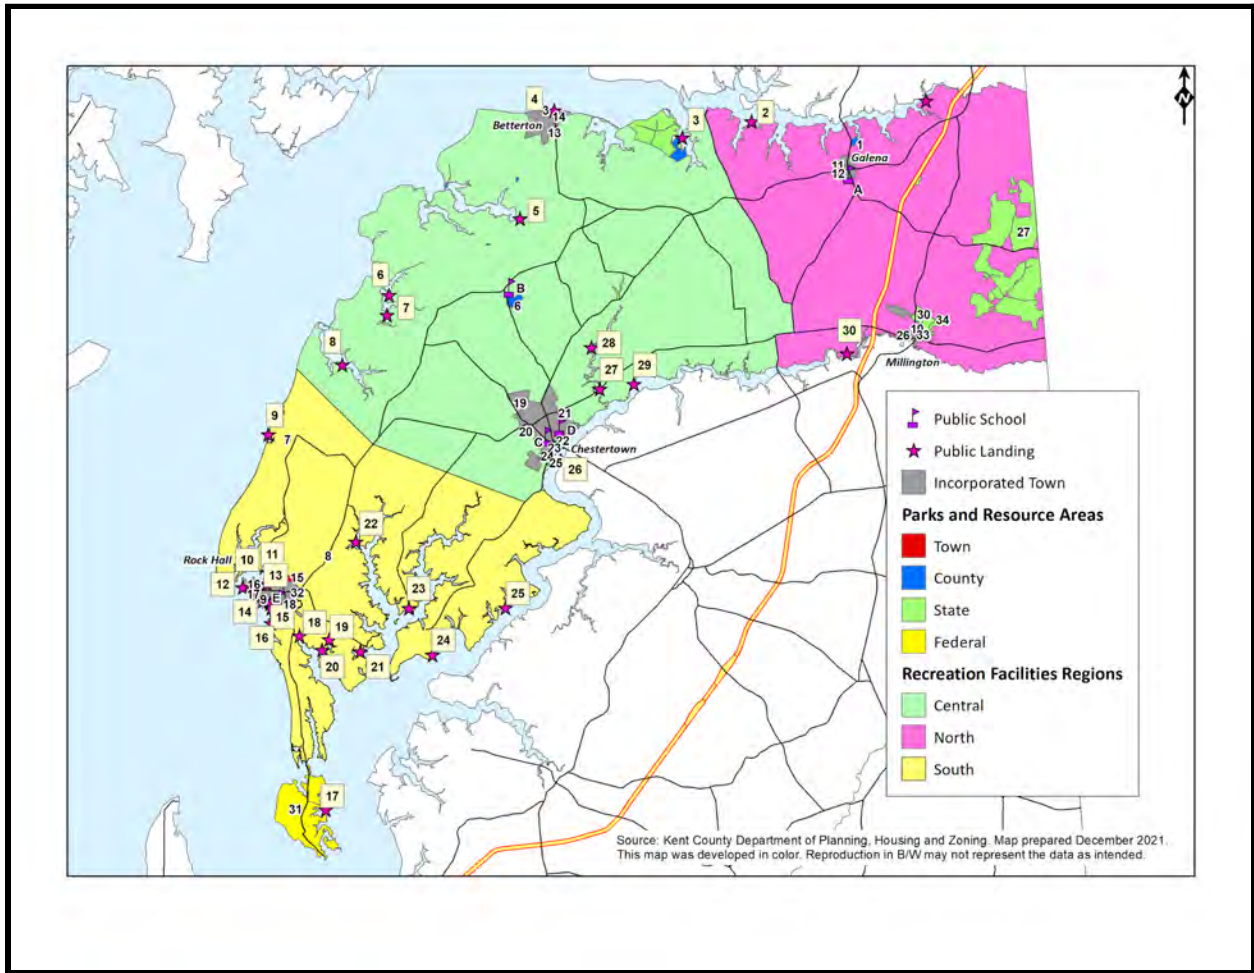 N
4
3
14
Betterton
13
3
2
1
Galena
11
12
A
5
27
6
7
B
6
8
28
27
29
30
30
34
10
26
33
Millington
9
7
19
21
20
D
C
22
23
Chestertown
24
25
26
22
8
Rock Hall
10
11
12
13
15
16
17
9
E
32
18
14
15
16
18
19
20
21
23
24
25
17
31
Public School
Public Landing
Incorporated Town
Parks and Resource Areas
Town
County
State
Federal
Recreation Facilities Regions
Central
North
South
Source: Kent County Department of Planning, Housing and Zoning. Map prepared December 2021.
This map was developed in color. Reproduction in B/W may not represent the data as intended.